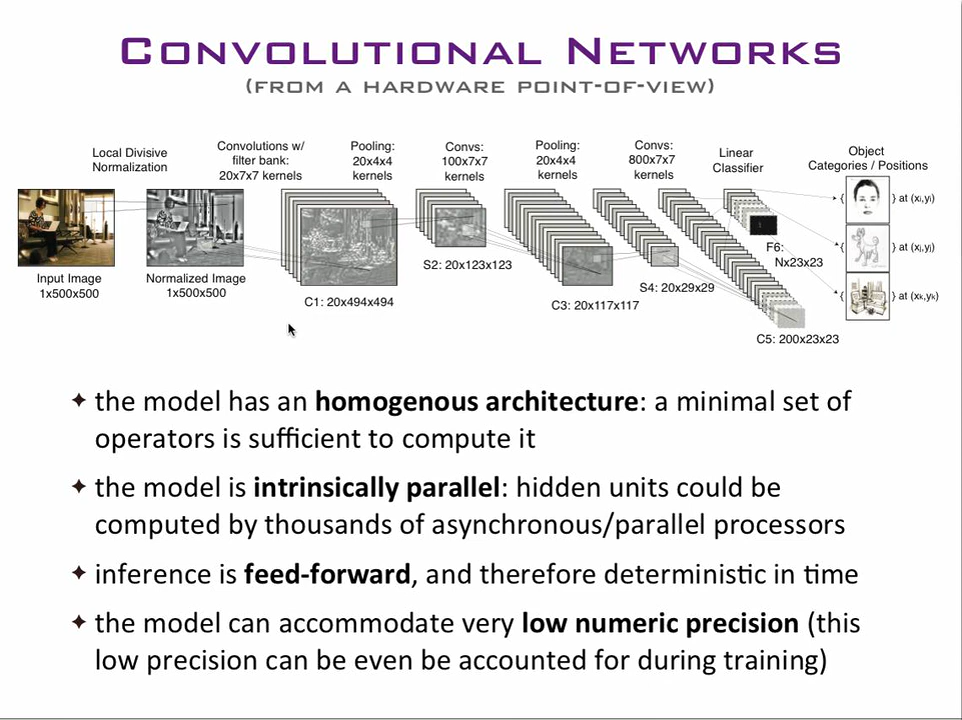 CONVOLUTIONAL NETWORKS
(FROM A HARDWARE POINT-OF-VIEW)
Local Divisive
Normalization
Convolutions w/
filter bank:
20x7x7 kernels
Pooling:
20x4x4
kernels
Convs:
100x7x7
kernels
Pooling:
20x4x4
kernels
Convs:
800x7x7
kernels
Linear
Classifier
Object
Categories / Positions
{ } at (xi,yi)
{ } at (xj,yj)
{ } at (xk,yk)
Input Image
1x500x500
Normalized Image
1x500x500
C1: 20x494x494
S2: 20x123x123
C3: 20x117x117
S4: 20x29x29
F6:
Nx23x23
C5: 200x23x23
✦ the model has an homogenous architecture: a minimal set of
operators is sufficient to compute it
✦ the model is intrinsically parallel: hidden units could be
computed by thousands of asynchronous/parallel processors
✦ inference is feed-forward, and therefore deterministic in time
✦ the model can accommodate very low numeric precision (this
low precision can be even be accounted for during training)